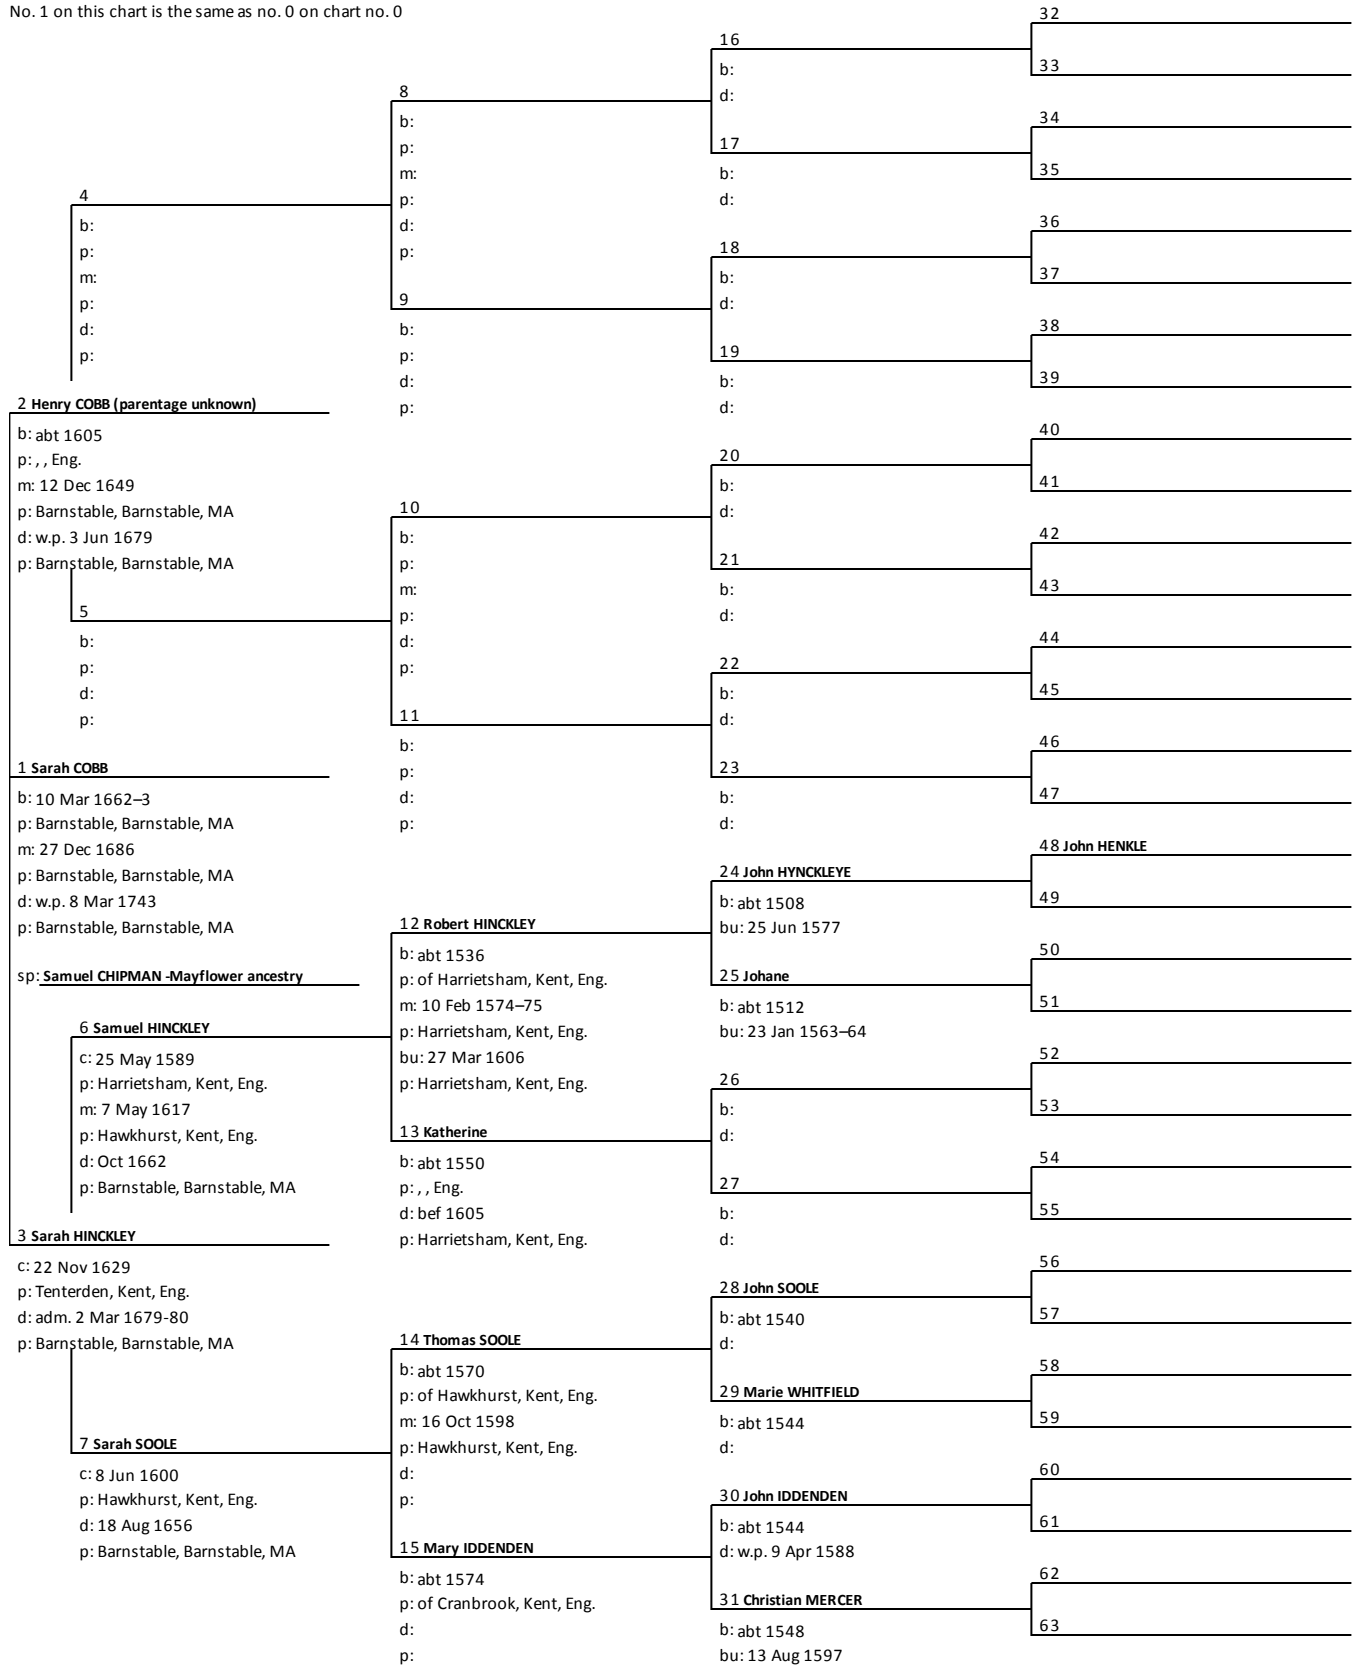 No. 1 on this chart is the same as no. 0 on chart no. 0
4
b:
p:
m:
p:
d:
p:
2 Henry COBB (parentage unknown)
b: abt 1605
p: , , Eng.
m: 12 Dec 1649
p: Barnstable, Barnstable, MA
d: w.p. 3 Jun 1679
p: Barnstable, Barnstable, MA
5
b:
p:
d:
p:
1 Sarah COBB
b: 10 Mar 1662–3
p: Barnstable, Barnstable, MA
m: 27 Dec 1686
p: Barnstable, Barnstable, MA
d: w.p. 8 Mar 1743
p: Barnstable, Barnstable, MA
sp: Samuel CHIPMAN -Mayflower ancestry
6 Samuel HINCKLEY
c: 25 May 1589
p: Harrietsham, Kent, Eng.
m: 7 May 1617
p: Hawkhurst, Kent, Eng.
d: Oct 1662
p: Barnstable, Barnstable, MA
3 Sarah HINCKLEY
c: 22 Nov 1629
p: Tenterden, Kent, Eng.
d: adm. 2 Mar 1679-80
p: Barnstable, Barnstable, MA
7 Sarah SOOLE
c: 8 Jun 1600
p: Hawkhurst, Kent, Eng.
d: 18 Aug 1656
p: Barnstable, Barnstable, MA
8
b:
p:
m:
p:
d:
p:
9
b:
p:
d:
p:
10
b:
p:
m:
p:
d:
p:
11
b:
p:
d:
p:
12 Robert HINCKLEY
b: abt 1536
p: of Harrietsham, Kent, Eng.
m: 10 Feb 1574–75
p: Harrietsham, Kent, Eng.
bu: 27 Mar 1606
p: Harrietsham, Kent, Eng.
13 Katherine
b: abt 1550
p: , , Eng.
d: bef 1605
p: Harrietsham, Kent, Eng.
14 Thomas SOOLE
b: abt 1570
p: of Hawkhurst, Kent, Eng.
m: 16 Oct 1598
p: Hawkhurst, Kent, Eng.
d:
p:
15 Mary IDDENDEN
b: abt 1574
p: of Cranbrook, Kent, Eng.
d:
p:
16
b:
d:
17
b:
d:
18
b:
d:
19
b:
d:
20
b:
d:
21
b:
d:
22
b:
d:
23
b:
d:
24 John HYNCKLEYE
b: abt 1508
bu: 25 Jun 1577
25 Johane
b: abt 1512
bu: 23 Jan 1563–64
26
b:
d:
27
b:
d:
28 John SOOLE
b: abt 1540
d:
29 Marie WHITFIELD
b: abt 1544
d:
30 John IDDENDEN
b: abt 1544
d: w.p. 9 Apr 1588
31 Christian MERCER
b: abt 1548
bu: 13 Aug 1597
32
33
34
35
36
37
38
39
40
41
42
43
44
45
46
47
48 John HENKLE
49
50
51
52
53
54
55
56
57
58
59
60
61
62
63